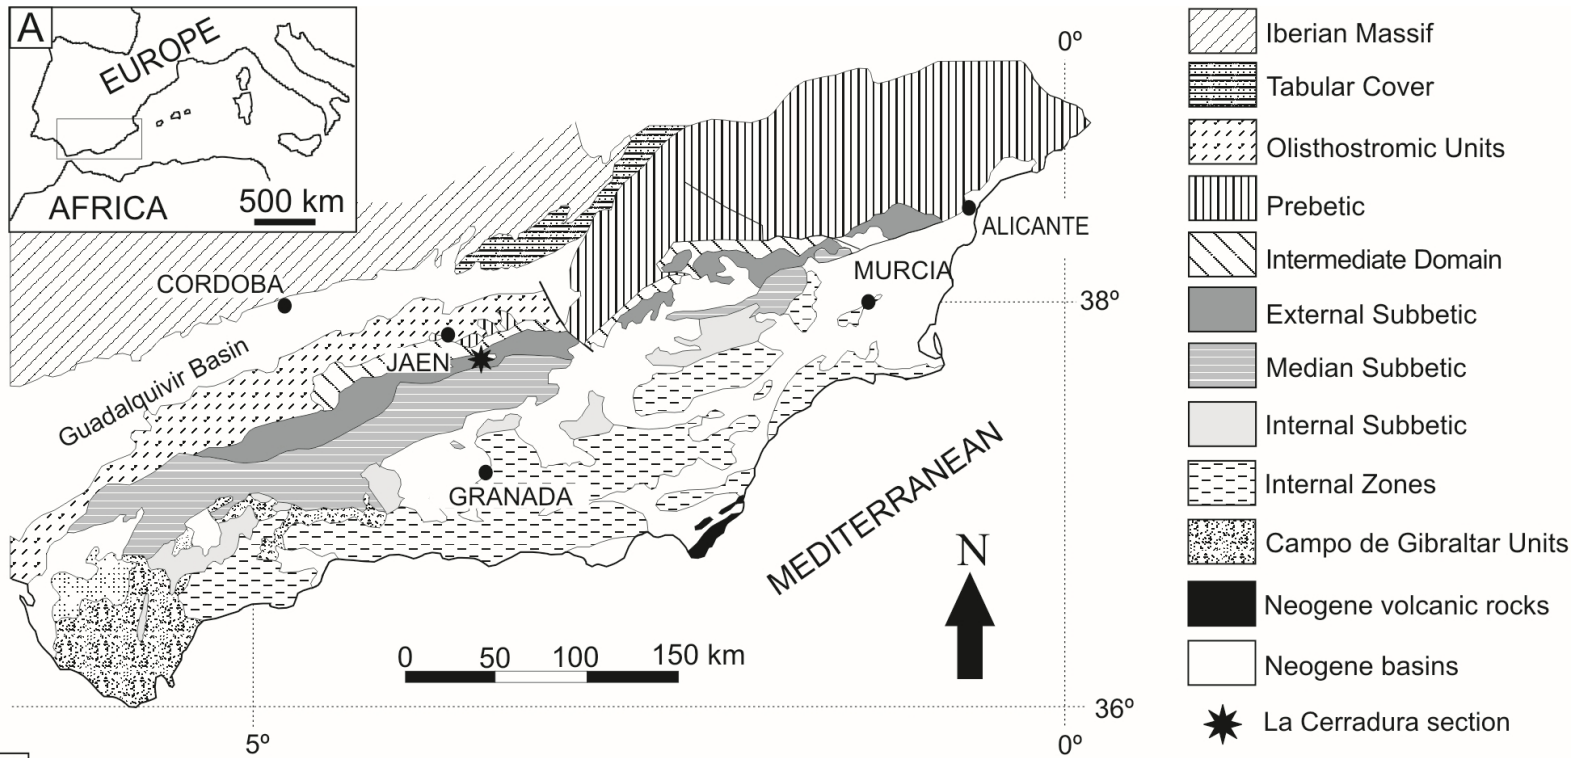 A
EUROPE
AFRICA
500 km
0º
ALICANTE
MURCIA
CORDOBA
38º
JAEN
Guadalquivir Basin
GRANADA
MEDITERRANEAN
N
0 50 100 150 km
36º
5º
0º
Iberian Massif
Tabular Cover
Olisthostromic Units
Prebetic
Intermediate Domain
External Subbetic
Median Subbetic
Internal Subbetic
Internal Zones
Campo de Gibraltar Units
Neogene volcanic rocks
Neogene basins
La Cerradura section